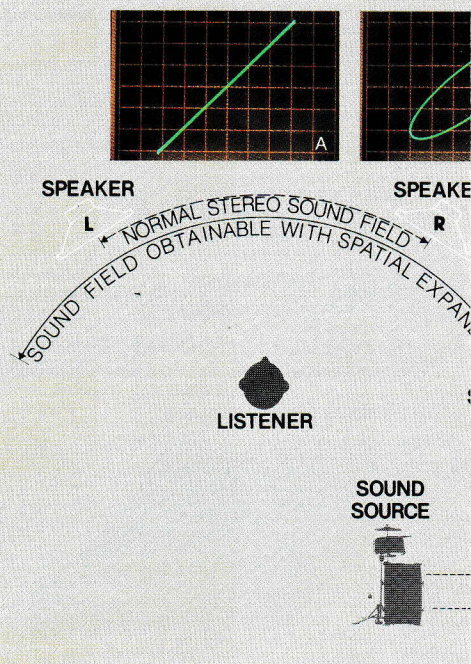 A
SPEAKER
SPEAKE
L
R
NORMAL STEREO SOUND FIELD
SOUND FIELD OBTAINABLE WITH SPATIAL EXPAN
LISTENER
SOUND
SOURCE